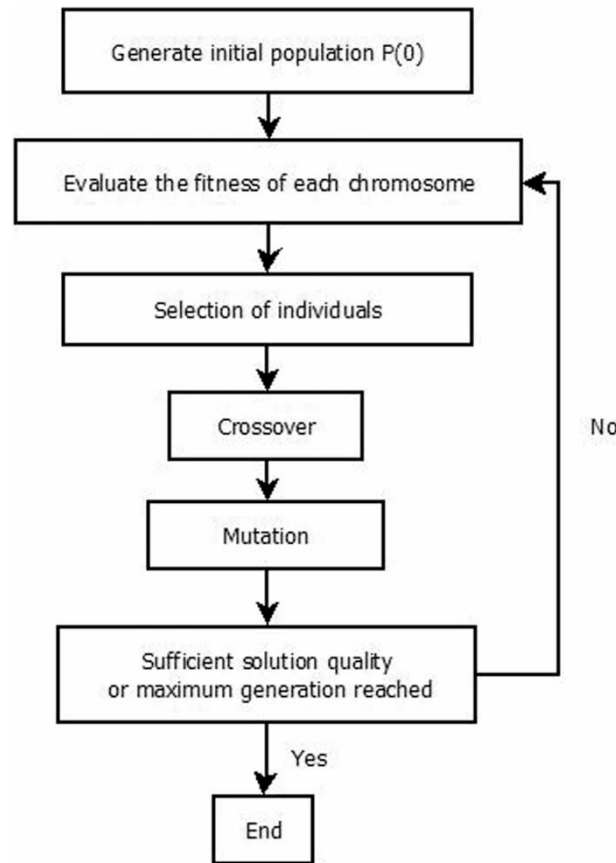 Generate initial population P(0)
Evaluate the fitness of each chromosome
Selection of individuals
Crossover
No
Mutation
Sufficient solution quality
or maximum generation reached
Yes
End